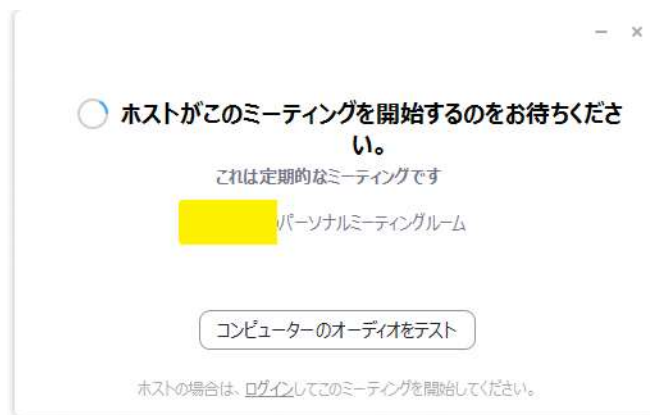 ホストがこのミーティングを開始するのをお待ちくださ
い。
これは定期的なミーティングです
のパーソナルミーティングルーム
コンピューターのオーディオをテスト
ホストの場合は、ログインしてこのミーティングを開始してください。